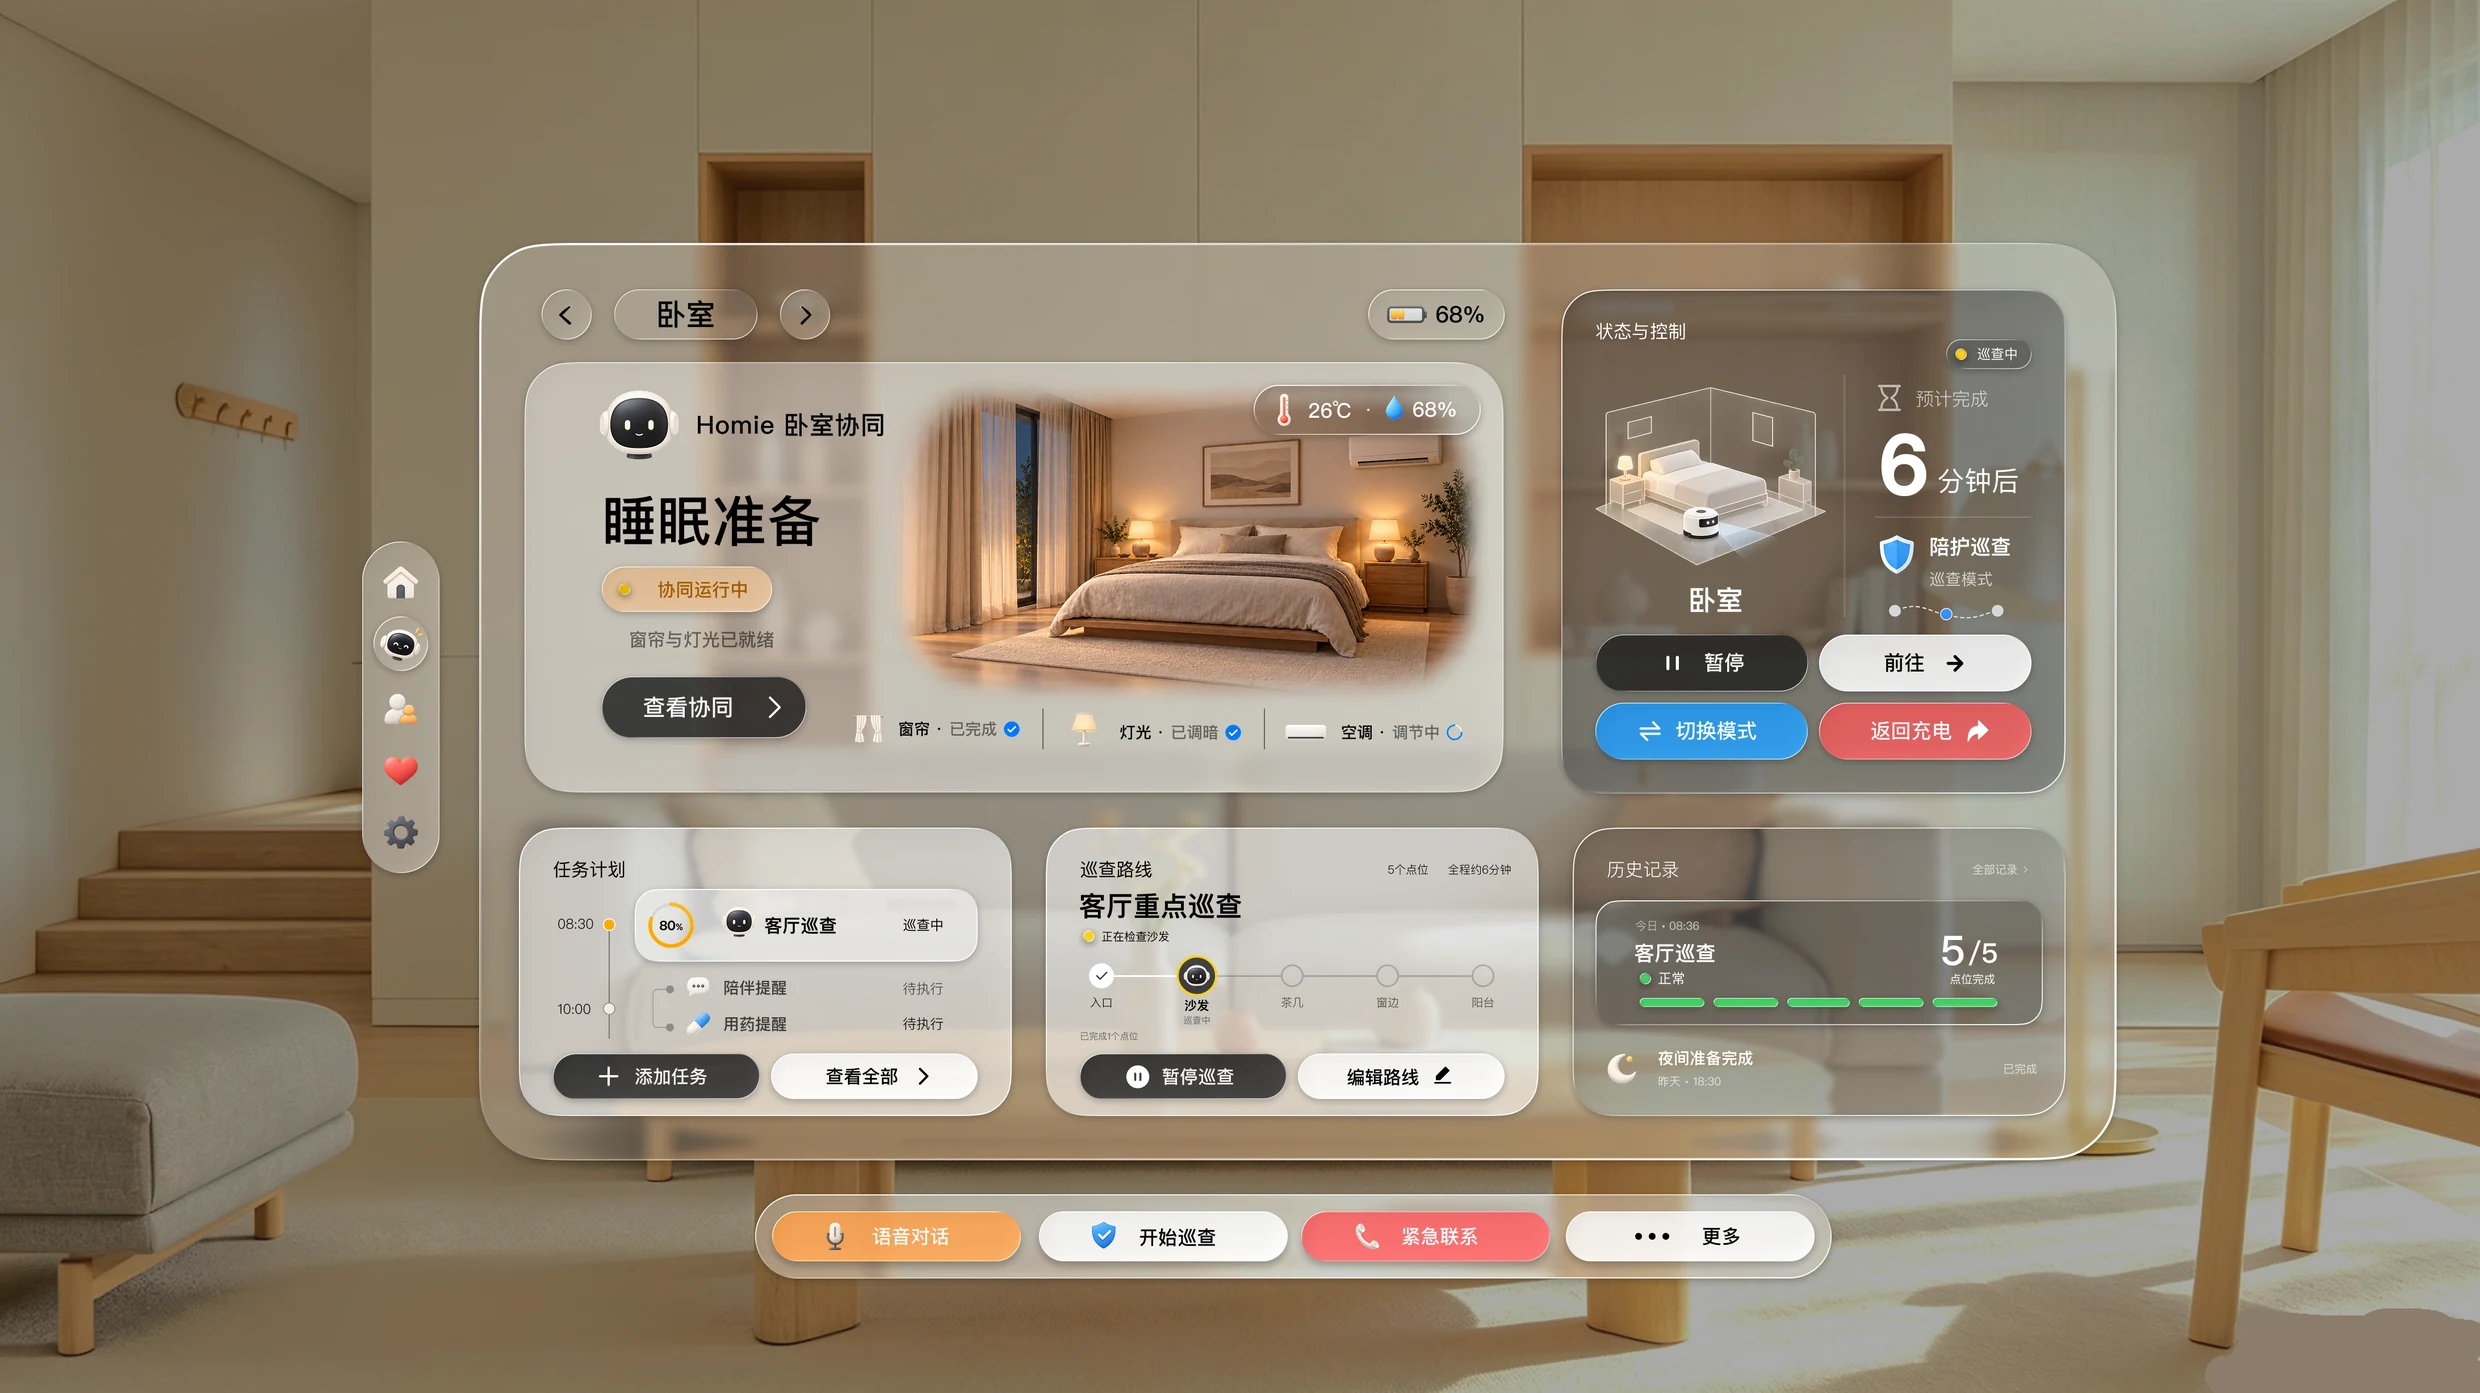 卧室
68%
Homie 卧室协同
26℃ · 68%
睡眠准备
协同运行中
窗帘与灯光已就绪
查看协同
窗帘 · 已完成
灯光 · 已调暗
空调 · 调节中
状态与控制
巡查中
预计完成
6 分钟后
陪护巡查
巡查模式
卧室
暂停
前往
切换模式
返回充电
任务计划
08:30
80%
客厅巡查
巡查中
陪伴提醒
待执行
10:00
用药提醒
待执行
添加任务
查看全部
巡查路线
5个点位
全程约6分钟
客厅重点巡查
正在检查沙发
入口
沙发
巡查中
茶几
窗边
阳台
已完成1个点位
暂停巡查
编辑路线
历史记录
全部记录
今日 • 08:36
客厅巡查
正常
5/5
点位完成
夜间准备完成
昨天 • 18:30
已完成
语音对话
开始巡查
紧急联系
更多